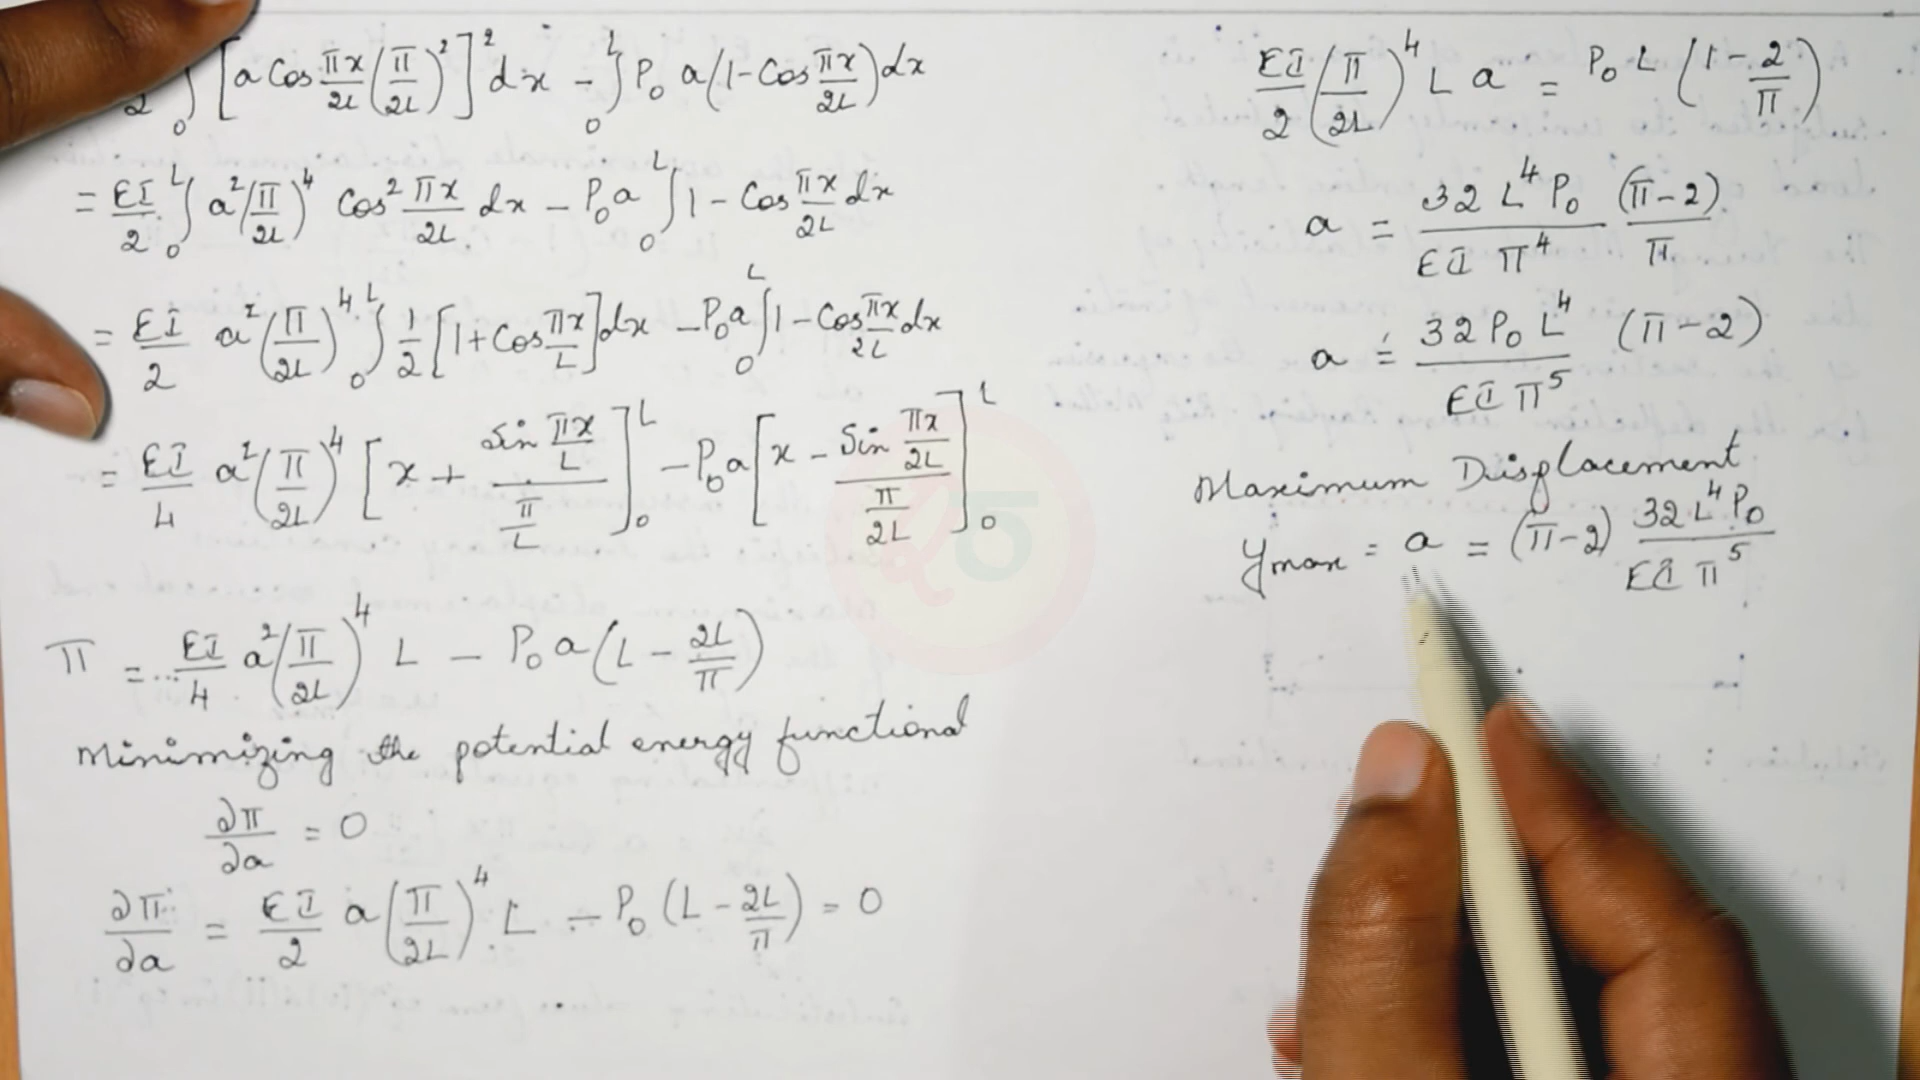 2 ∫₀ [a Cos πx/2L (π/2L)²]² dx - ∫₀ᴸ P₀ a(1 - Cos πx/2L) dx
= EI/2 ∫₀ᴸ a² (π/2L)⁴ Cos² πx/2L dx - P₀a ∫₀ᴸ 1 - Cos πx/2L dx
= EI/2 a² (π/2L)⁴ ∫₀ᴸ 1/2 [1 + Cos πx/L] dx - P₀a ∫₀ᴸ 1 - Cos πx/2L dx
= EI/4 a² (π/2L)⁴ [x + Sin πx/L / π/L]₀ᴸ - P₀a [x - Sin πx/2L / π/2L]₀ᴸ
π = EI/4 a² (π/2L)⁴ L - P₀ a (L - 2L/π)
Minimizing the potential energy functional
∂π/∂a = 0
∂π/∂a = EI/2 a (π/2L)⁴ L - P₀ (L - 2L/π) = 0
EI/2 (π/2L)⁴ L a = P₀ L (1 - 2/π)
a = 32 L⁴ P₀ / EI π⁴ (π-2)/π
a = 32 P₀ L⁴ / EI π⁵ (π-2)
Maximum Displacement
ymax = a = (π-2) 32 L⁴ P₀ / EI π⁵